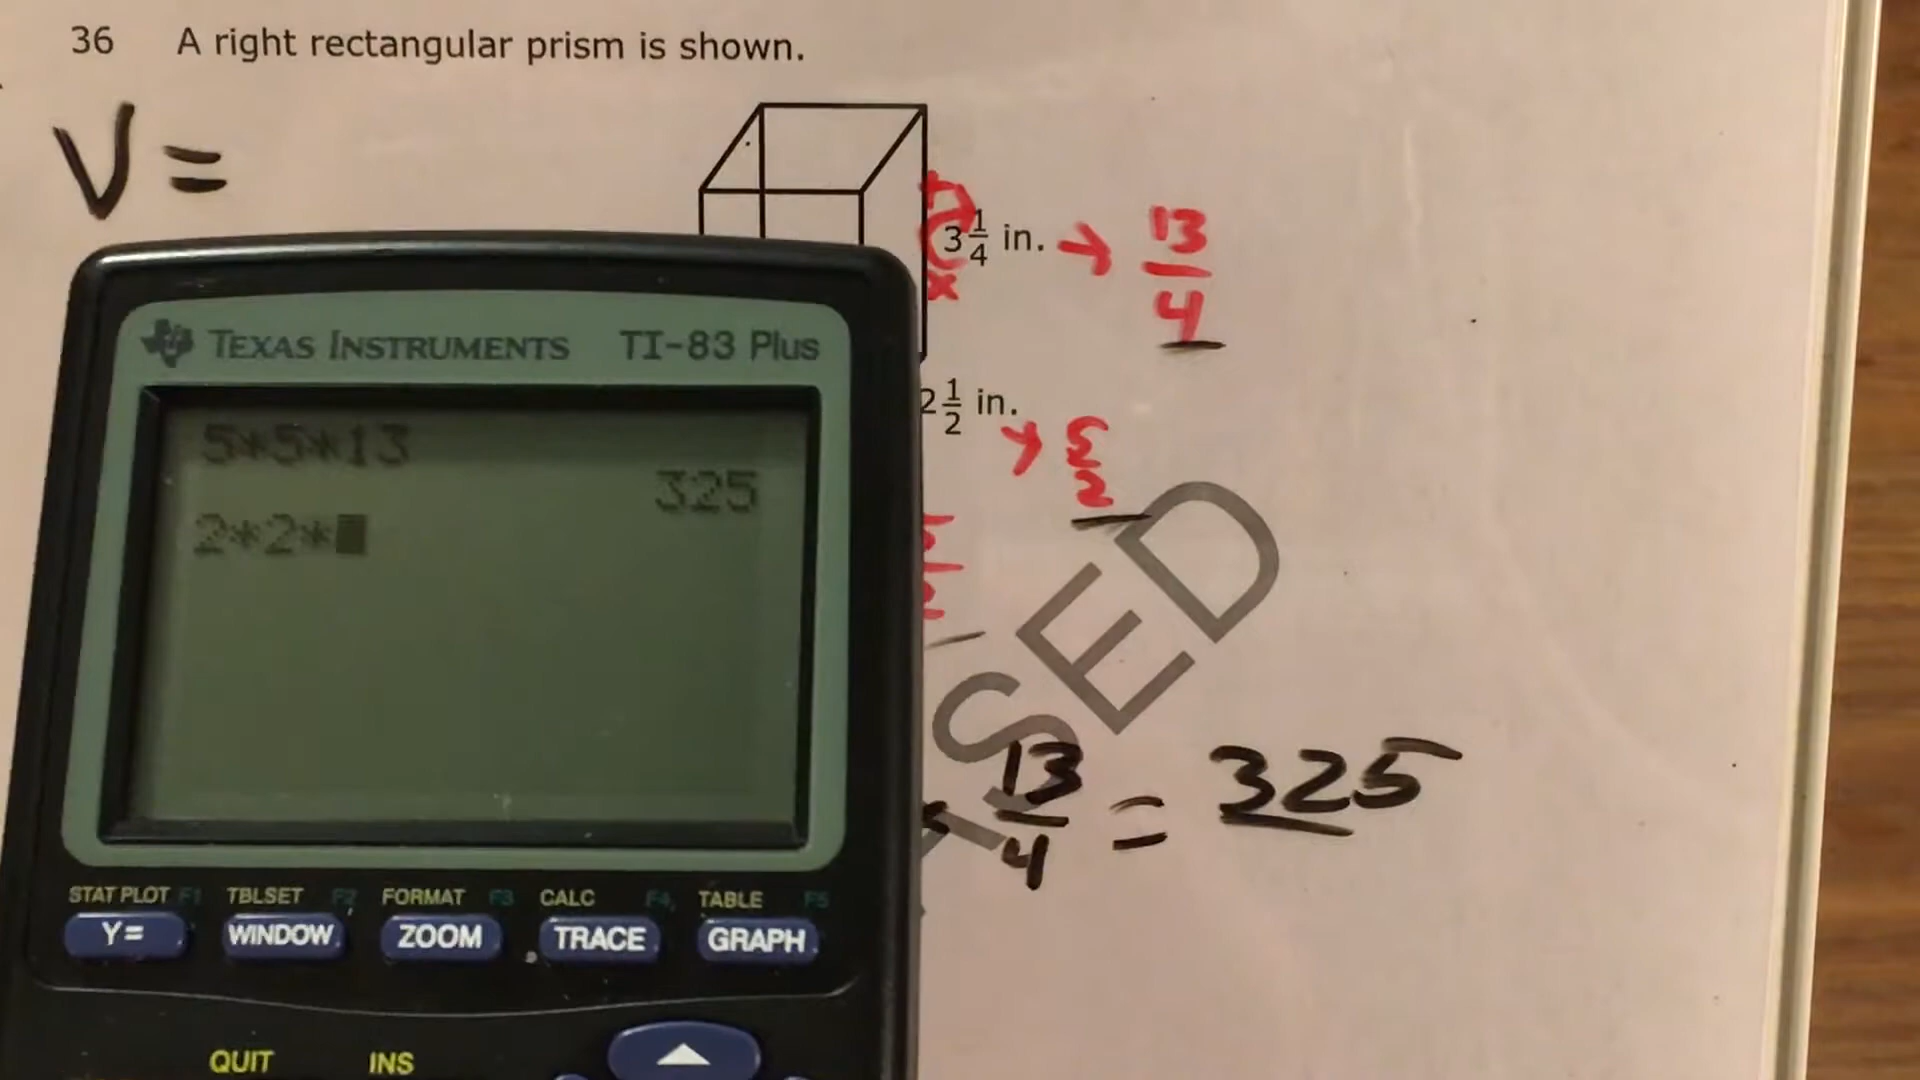 36 A right rectangular prism is shown.
V =
3 1/4 in. → 13/4
2 1/2 in. → 5/2
TEXAS INSTRUMENTS TI-83 Plus
5*5*13
325
2*2*
ASED
13/4 = 325
STAT PLOT F1 TBLSET F2 FORMAT F3 CALC F4 TABLE F5
Y= WINDOW ZOOM TRACE GRAPH
QUIT INS